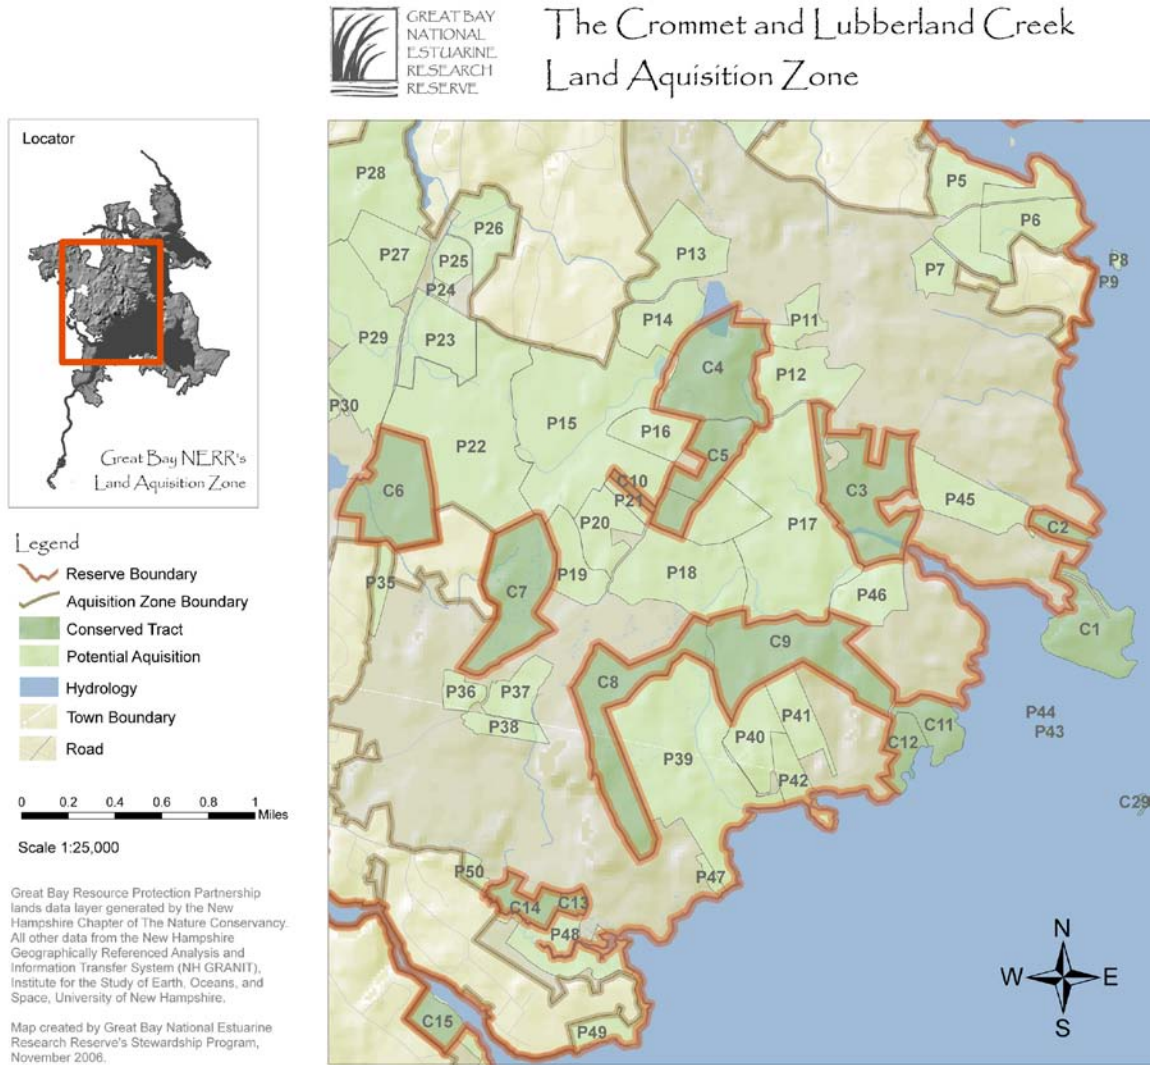 GREAT BAY
NATIONAL
ESTUARINE
RESEARCH
RESERVE
The Crommet and Lubberland Creek
Land Aquisition Zone
Locator
Great Bay NERR's
Land Aquisition Zone
Legend
Reserve Boundary
Aquisition Zone Boundary
Conserved Tract
Potential Aquisition
Hydrology
Town Boundary
Road
0 0.2 0.4 0.6 0.8 1
Miles
Scale 1:25,000
Great Bay Resource Protection Partnership
lands data layer generated by the New
Hampshire Chapter of The Nature Conservancy.
All other data from the New Hampshire
Geographically Referenced Analysis and
Information Transfer System (NH GRANIT),
Institute for the Study of Earth, Oceans, and
Space, University of New Hampshire.
Map created by Great Bay National Estuarine
Research Reserve's Stewardship Program,
November 2006.
P28
P5
P6
P26
P27
P25
P13
P7
P8
P9
P24
P14
P11
P29
P23
C4
P12
P30
P15
P16
P22
C5
C6
C10
P21
C3
P45
P20
P17
C2
P35
C7
P19
P18
P46
C1
C9
C8
P36
P37
P38
P41
P40
P39
P42
C11
C12
P44
P43
C29
P50
P47
C14
C13
P48
C15
P49
N
W E
S